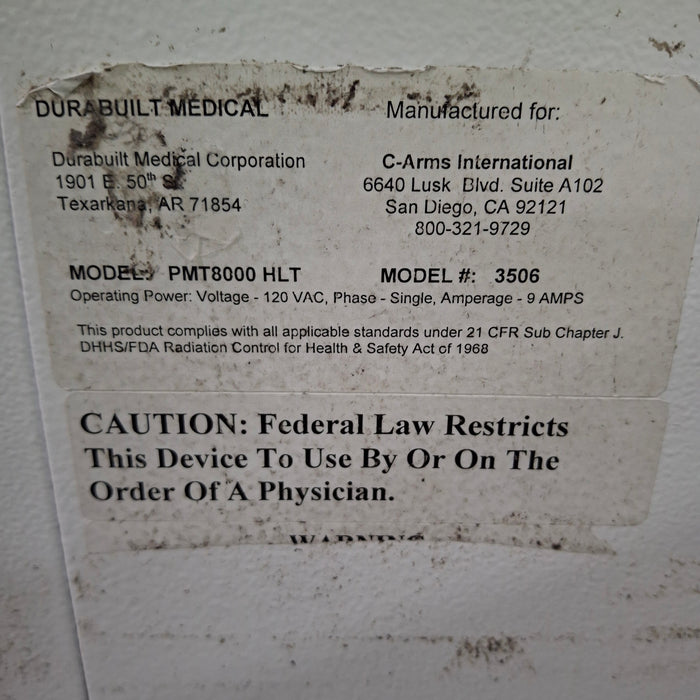 DURABUILT MEDICAL
Durabuilt Medical Corporation
1901 E. 50th St.
Texarkana, AR 71854
Manufactured for:
C-Arms International
6640 Lusk Blvd. Suite A102
San Diego, CA 92121
800-321-9729
MODEL: PMT8000 HLT
MODEL #: 3506
Operating Power: Voltage - 120 VAC, Phase - Single, Amperage - 9 AMPS
This product complies with all applicable standards under 21 CFR Sub Chapter J.
DHHS/FDA Radiation Control for Health & Safety Act of 1968
CAUTION: Federal Law Restricts
This Device To Use By Or On The
Order Of A Physician.
WARNING